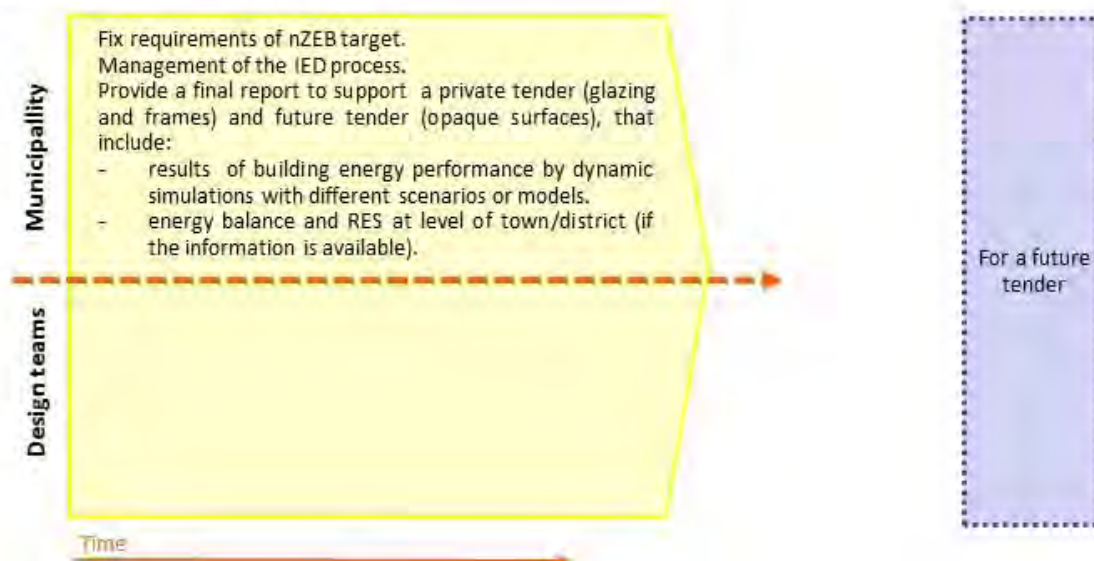 Municipallity
Fix requirements of nZEB target.
Management of the IED process.
Provide a final report to support a private tender (glazing
and frames) and future tender (opaque surfaces), that
include:
- results of building energy performance by dynamic
simulations with different scenarios or models.
- energy balance and RES at level of town/district (if
the information is available).
For a future
tender
Design teams
Time